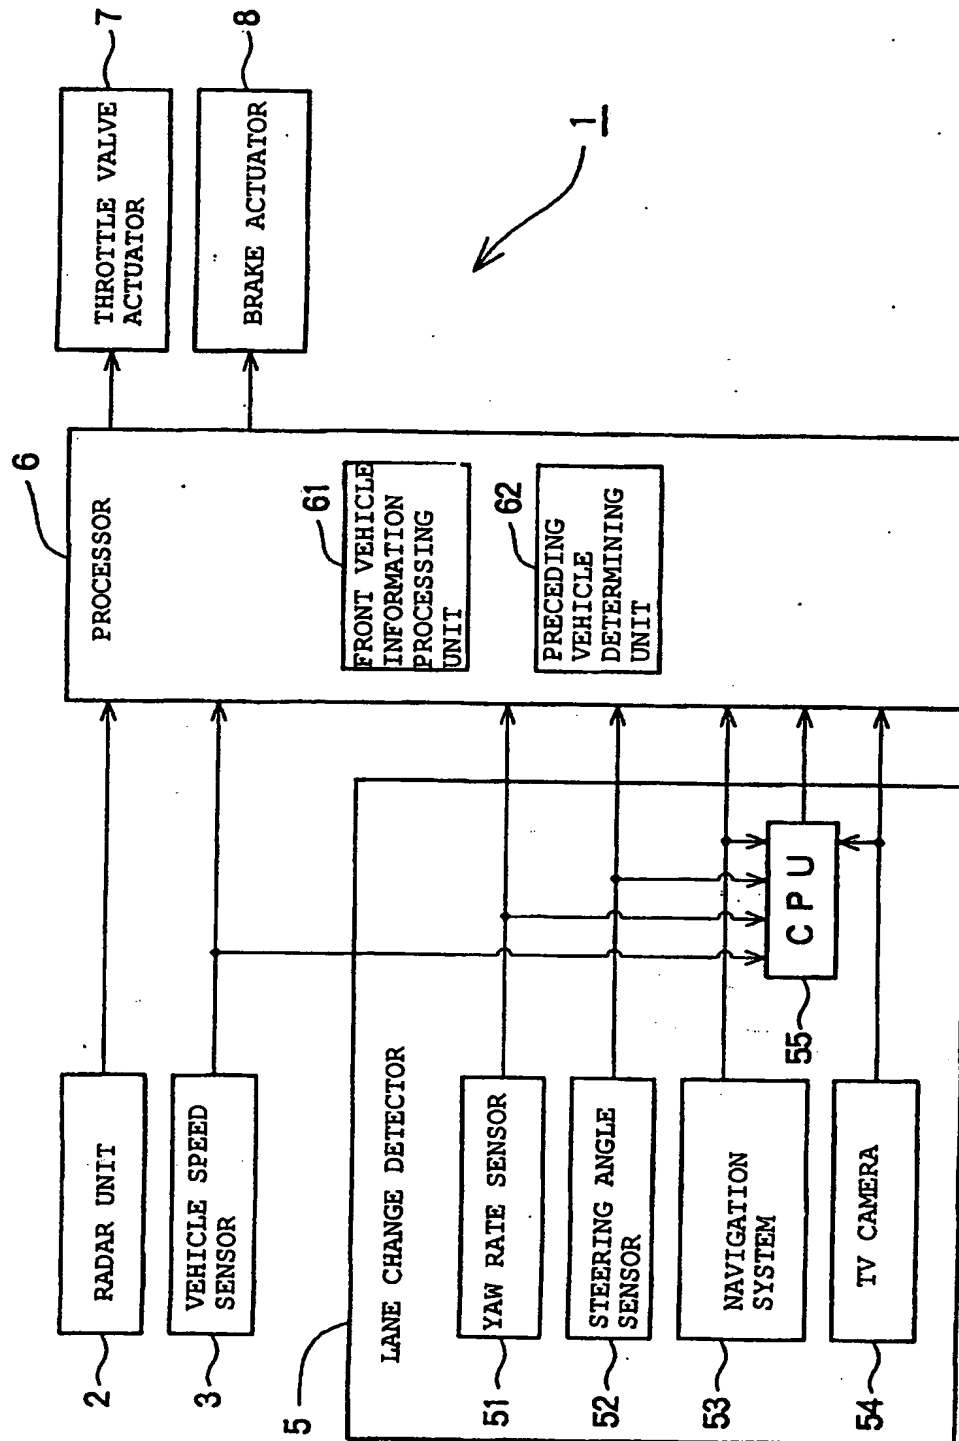 2
RADAR UNIT
3
VEHICLE SPEED
SENSOR
5
LANE CHANGE DETECTOR
51
YAW RATE SENSOR
52
STEERING ANGLE
SENSOR
53
NAVIGATION
SYSTEM
54
TV CAMERA
55
CPU
6
PROCESSOR
61
FRONT VEHICLE
INFORMATION
PROCESSING
UNIT
62
PRECEDING
VEHICLE
DETERMINING
UNIT
7
THROTTLE VALVE
ACTUATOR
8
BRAKE ACTUATOR
1